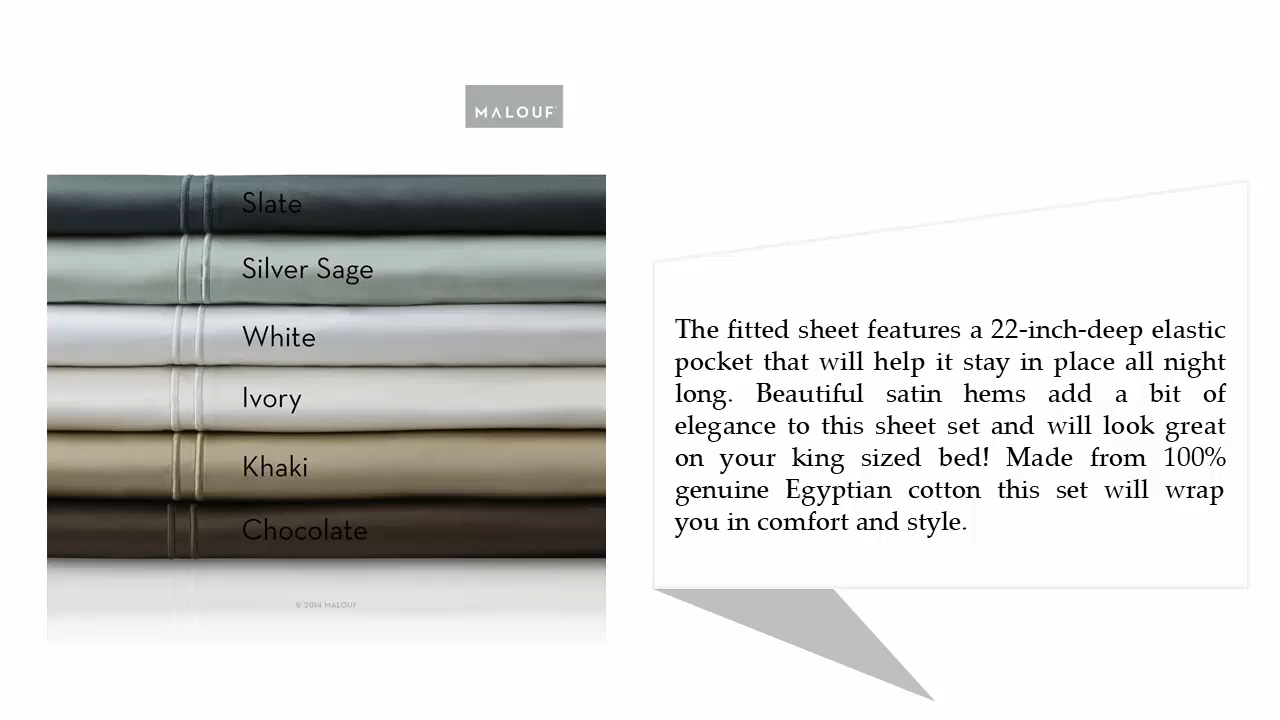 MALOUF
Slate
Silver Sage
White
Ivory
Khaki
Chocolate
© 2014 MALOUF
The fitted sheet features a 22-inch-deep elastic
pocket that will help it stay in place all night
long. Beautiful satin hems add a bit of
elegance to this sheet set and will look great
on your king sized bed! Made from 100%
genuine Egyptian cotton this set will wrap
you in comfort and style.